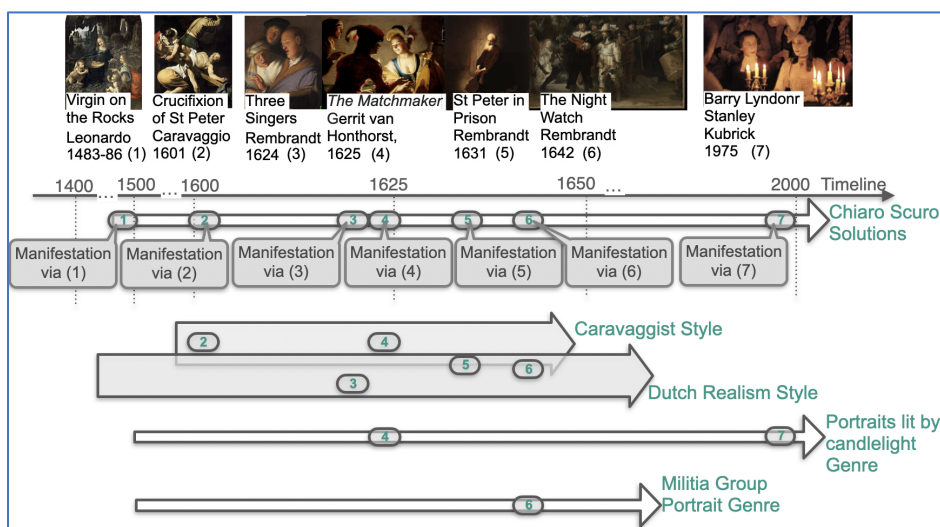 Virgin on
the Rocks
Leonardo
1483-86 (1)
Crucifixion
of St Peter
Caravaggio
1601 (2)
Three
Singers
Rembrandt
1624 (3)
The Matchmaker
Gerrit van
Honthorst,
1625 (4)
St Peter in
Prison
Rembrandt
1631 (5)
The Night
Watch
Rembrandt
1642 (6)
Barry Lyndonr
Stanley
Kubrick
1975 (7)
1400 ... 1500 ... 1600 1625 1650 ... 2000 Timeline
1 2 3 4 5 6 7
Chiaro Scuro
Solutions
Manifestation
via (1)
Manifestation
via (2)
Manifestation
via (3)
Manifestation
via (4)
Manifestation
via (5)
Manifestation
via (6)
Manifestation
via (7)
2 4
Caravaggist Style
5 6
3
Dutch Realism Style
4 7
Portraits lit by
candlelight
Genre
6
Militia Group
Portrait Genre